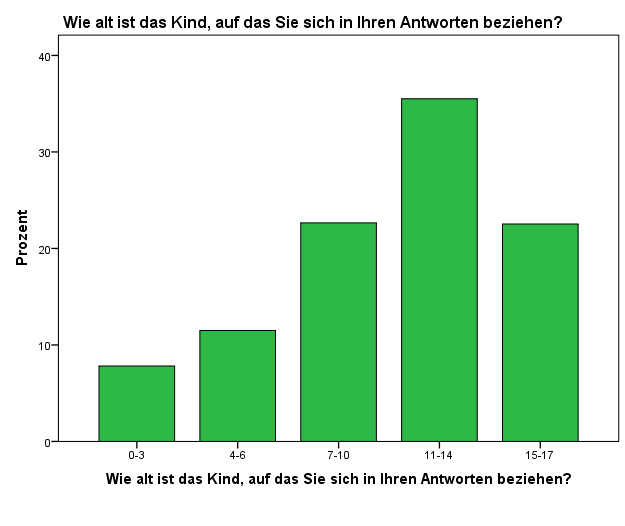 Wie alt ist das Kind, auf das Sie sich in Ihren Antworten beziehen?
40
30
20
10
0
Prozent
0-3 4-6 7-10 11-14 15-17
Wie alt ist das Kind, auf das Sie sich in Ihren Antworten beziehen?